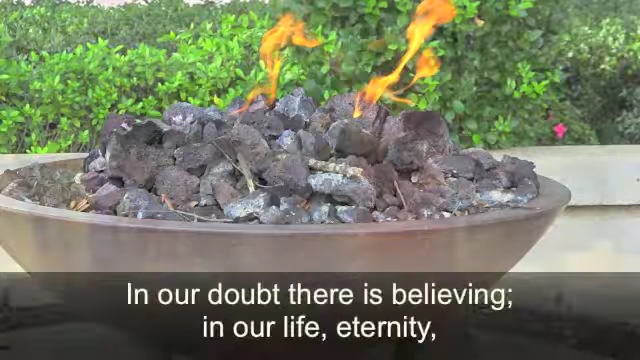 In our doubt there is believing;
in our life, eternity,